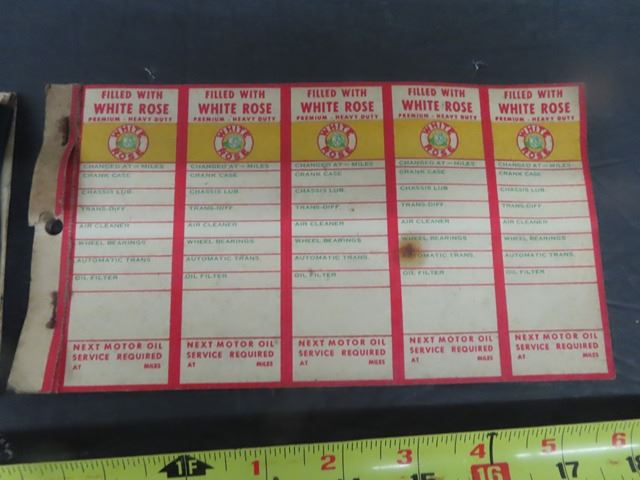 FILLED WITH
WHITE ROSE
PREMIUM - HEAVY DUTY
WHITE
ROSE
CHANGED AT - MILES
CRANK CASE
CHASSIS LUB.
TRANS-DIFF.
AIR CLEANER
WHEEL BEARINGS
AUTOMATIC TRANS.
OIL FILTER
NEXT MOTOR OIL
SERVICE REQUIRED
AT MILES
FILLED WITH
WHITE ROSE
PREMIUM - HEAVY DUTY
WHITE
ROSE
CHANGED AT - MILES
CRANK CASE
CHASSIS LUB.
TRANS-DIFF.
AIR CLEANER
WHEEL BEARINGS
AUTOMATIC TRANS.
OIL FILTER
NEXT MOTOR OIL
SERVICE REQUIRED
AT MILES
FILLED WITH
WHITE ROSE
PREMIUM - HEAVY DUTY
WHITE
ROSE
CHANGED AT - MILES
CRANK CASE
CHASSIS LUB.
TRANS-DIFF.
AIR CLEANER
WHEEL BEARINGS
AUTOMATIC TRANS.
OIL FILTER
NEXT MOTOR OIL
SERVICE REQUIRED
AT MILES
FILLED WITH
WHITE ROSE
PREMIUM - HEAVY DUTY
WHITE
ROSE
CHANGED AT - MILES
CRANK CASE
CHASSIS LUB.
TRANS-DIFF.
AIR CLEANER
WHEEL BEARINGS
AUTOMATIC TRANS.
OIL FILTER
NEXT MOTOR OIL
SERVICE REQUIRED
AT MILES
FILLED WITH
WHITE ROSE
PREMIUM - HEAVY DUTY
WHITE
ROSE
CHANGED AT - MILES
CRANK CASE
CHASSIS LUB.
TRANS-DIFF.
AIR CLEANER
WHEEL BEARINGS
AUTOMATIC TRANS.
OIL FILTER
NEXT MOTOR OIL
SERVICE REQUIRED
AT MILES
1F 1 2 3 4 5 6
14 15 16 17 18